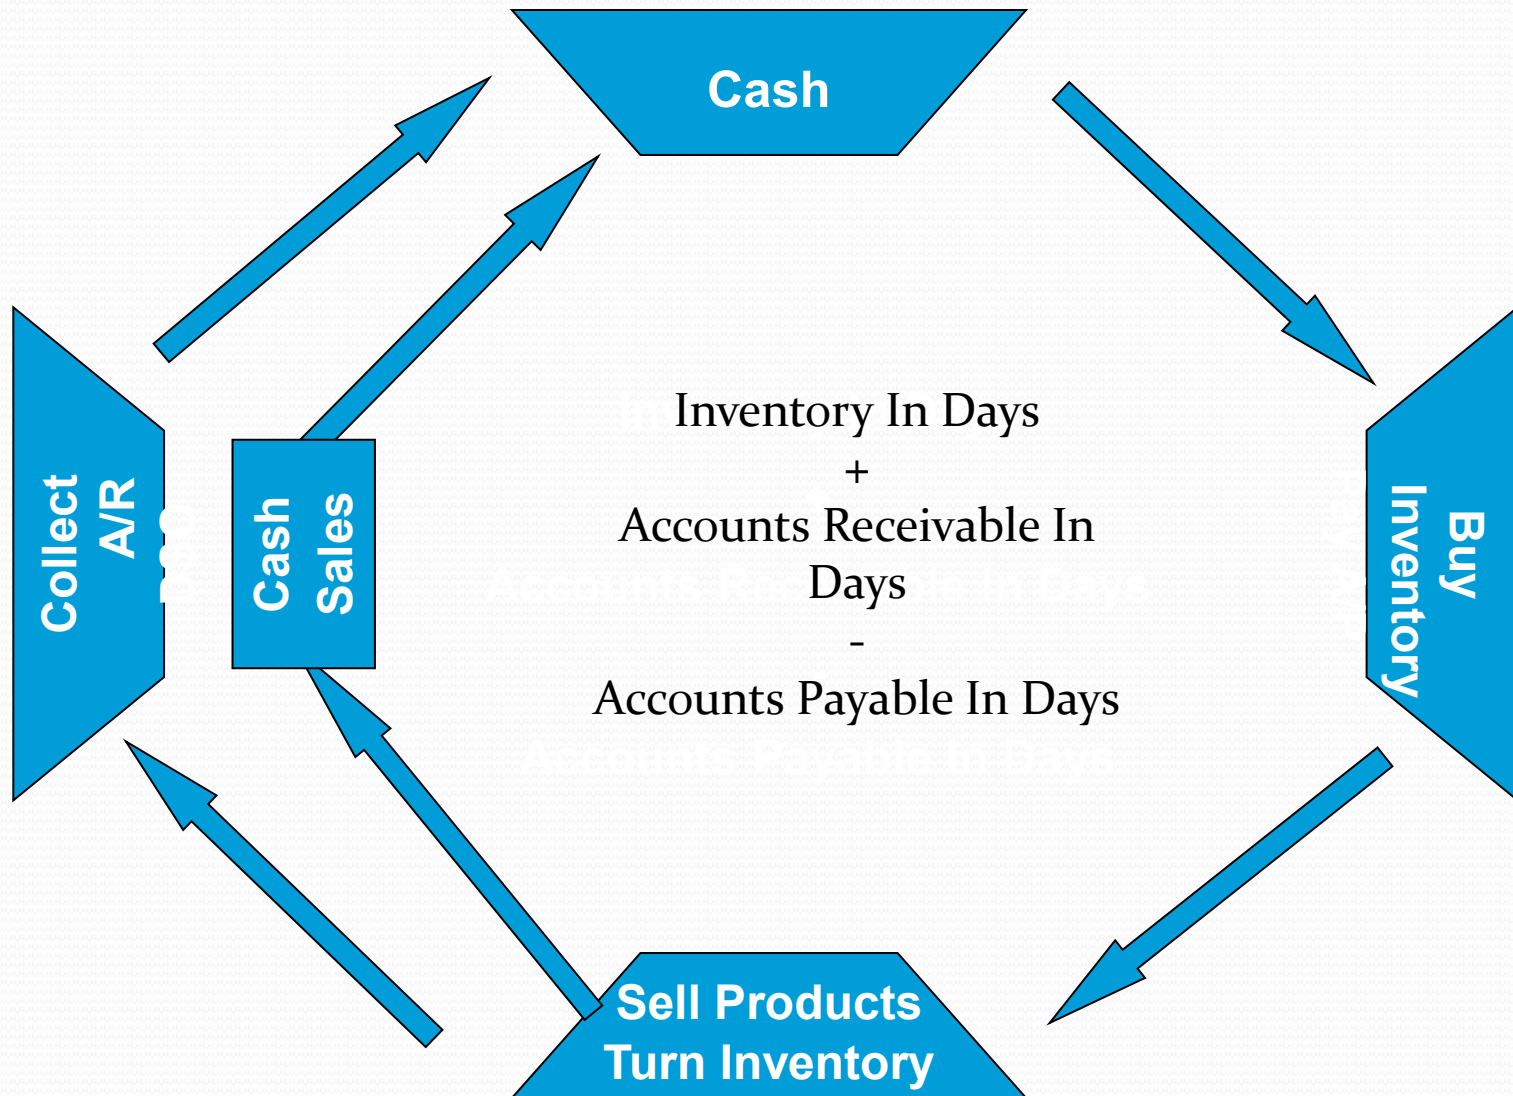 Cash
Inventory In Days
+
Accounts Receivable In
Days
-
Accounts Payable In Days
Collect
A/R
Cash
Sales
Buy
Inventory
Sell Products
Turn Inventory